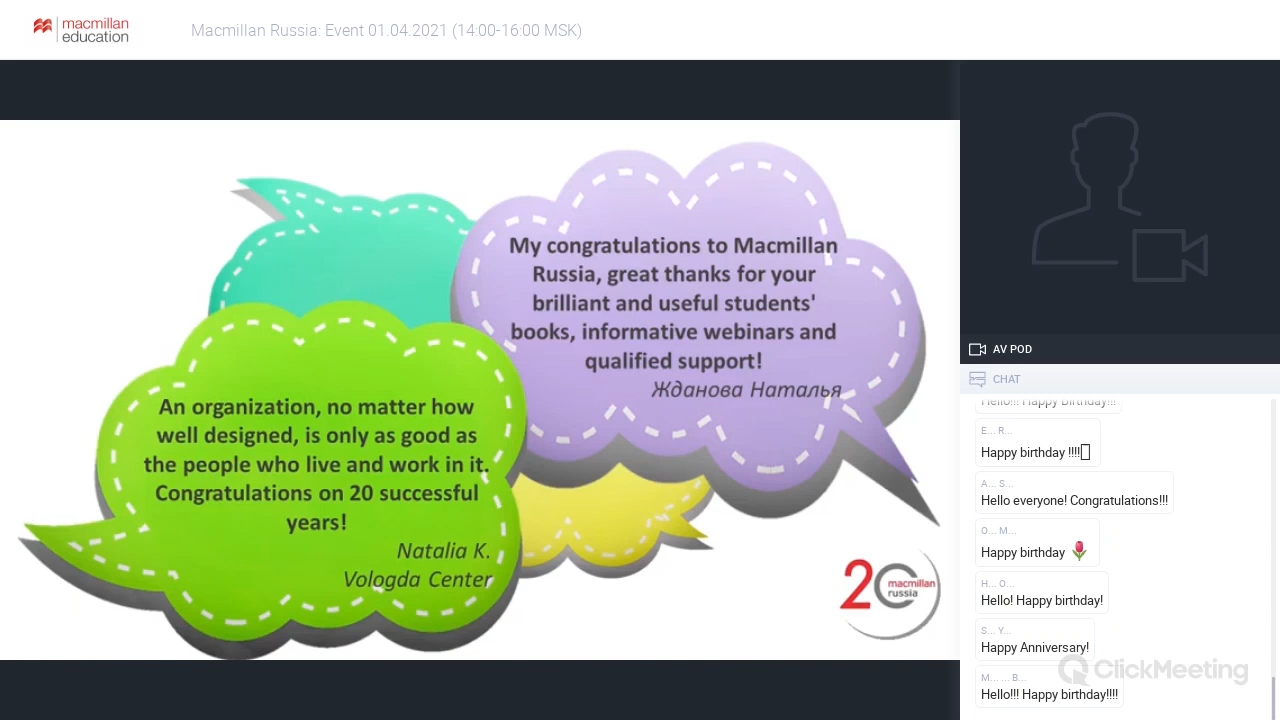 macmillan
education
Macmillan Russia: Event 01.04.2021 (14:00-16:00 MSK)
My congratulations to Macmillan
Russia, great thanks for your
brilliant and useful students'
books, informative webinars and
qualified support!
Жданова Наталья
An organization, no matter how
well designed, is only as good as
the people who live and work in it.
Congratulations on 20 successful
years!
Natalia K.
Vologda Center
20
macmillan
russia
AV POD
CHAT
Hello!!! Happy Birthday!!!
E... R...
Happy birthday !!!!
A... S...
Hello everyone! Congratulations!!!
O... M...
Happy birthday 🌷
H... O...
Hello! Happy birthday!
S... Y...
Happy Anniversary!
M... ... B...
Hello!!! Happy birthday!!!!
ClickMeeting